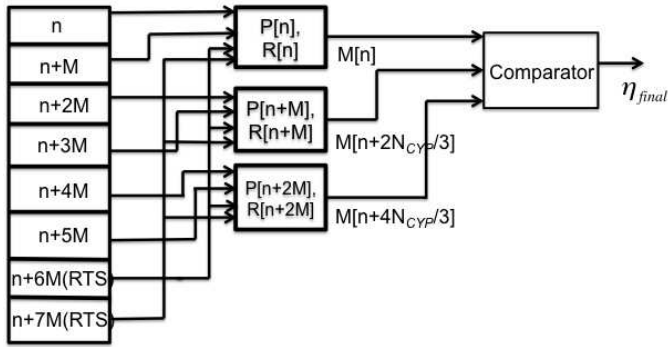 n
n+M
n+2M
n+3M
n+4M
n+5M
n+6M(RTS)
n+7M(RTS)
P[n],
R[n]
P[n+M],
R[n+M]
P[n+2M],
R[n+2M]
M[n]
M[n+2N_CYP/3]
M[n+4N_CYP/3]
Comparator
η_final